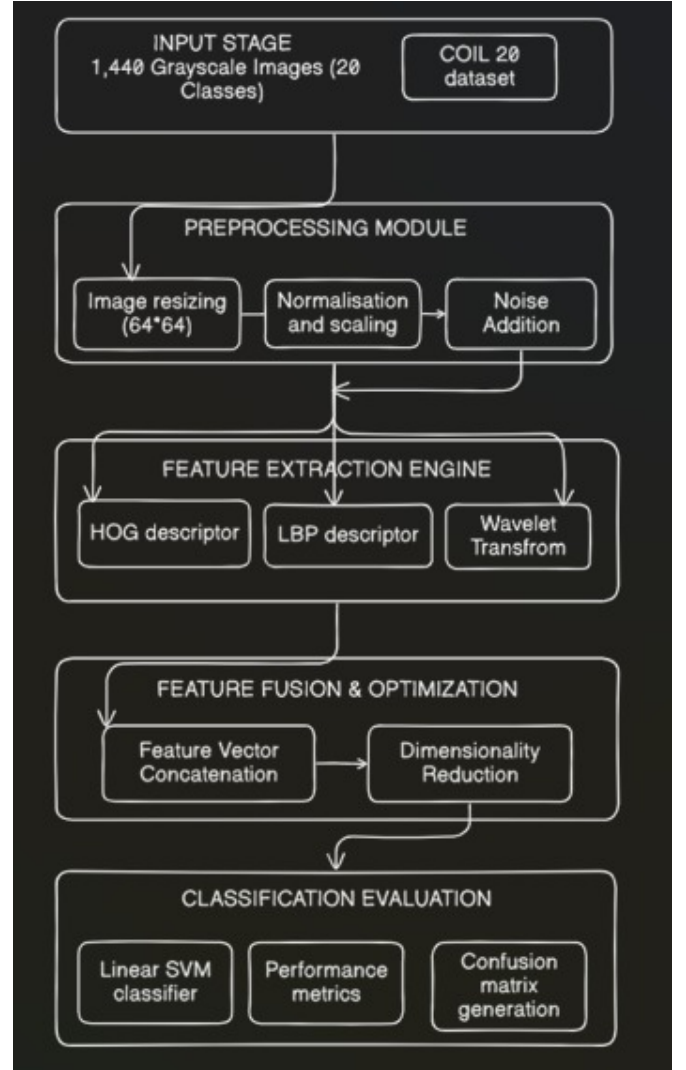 INPUT STAGE
1,440 Grayscale Images (20
Classes)
COIL 20
dataset
PREPROCESSING MODULE
Image resizing
(64*64)
Normalisation
and scaling
Noise
Addition
FEATURE EXTRACTION ENGINE
HOG descriptor
LBP descriptor
Wavelet
Transfrom
FEATURE FUSION & OPTIMIZATION
Feature Vector
Concatenation
Dimensionality
Reduction
CLASSIFICATION EVALUATION
Linear SVM
classifier
Performance
metrics
Confusion
matrix
generation